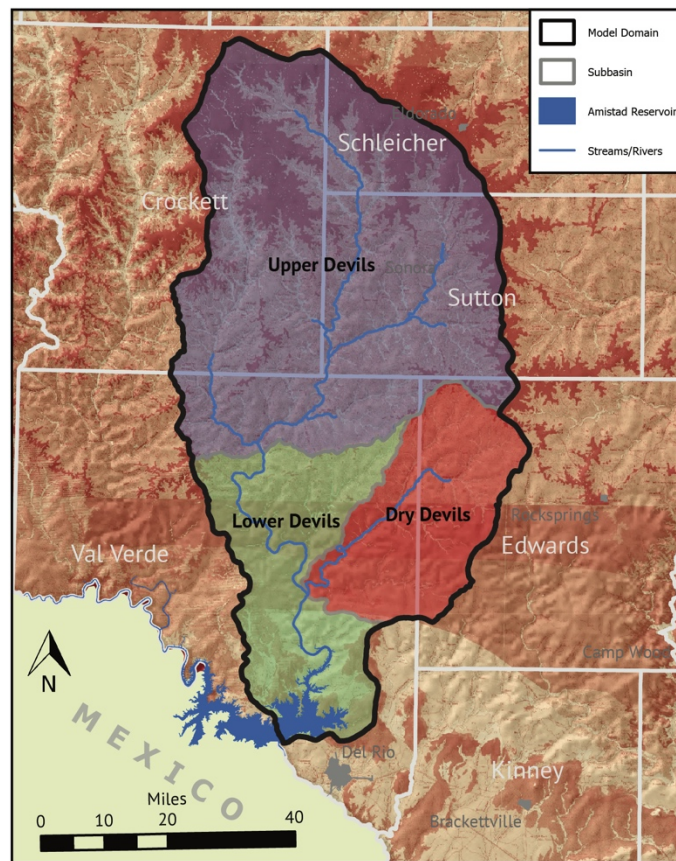 Model Domain
Subbasin
Amistad Reservoir
Streams/Rivers
Eldorado
Schleicher
Crockett
Upper Devils
Sonora
Sutton
Rocksprings
Lower Devils
Dry Devils
Edwards
Val Verde
Camp Wood
N
MEXICO
Del Rio
Kinney
Miles
0 10 20 40
Brackettville